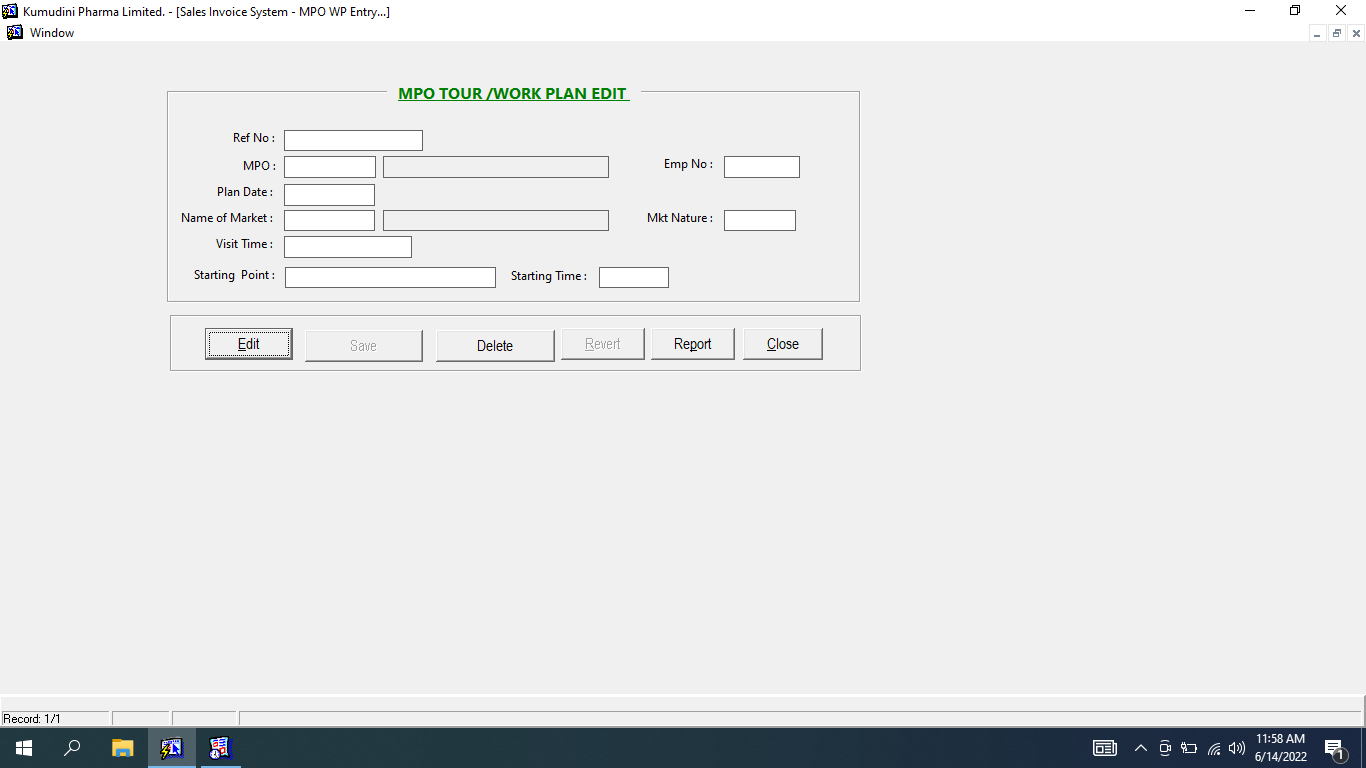 Kumudini Pharma Limited. - [Sales Invoice System - MPO WP Entry...]
Window
MPO TOUR /WORK PLAN EDIT
Ref No :
MPO :
Emp No :
Plan Date :
Name of Market :
Mkt Nature :
Visit Time :
Starting Point :
Starting Time :
Edit
Save
Delete
Revert
Report
Close
Record: 1/1
11:58 AM
6/14/2022
1